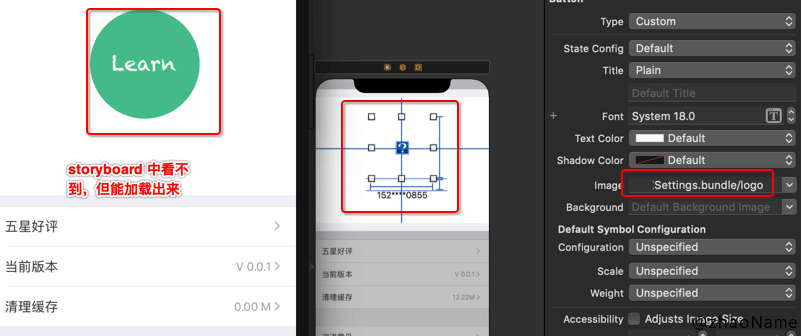 Learn
storyboard 中看不
到，但能加载出来
五星好评
当前版本 V 0.0.1
清理缓存 0.00 M
152****0855
五星好评
当前版本 V 0.0.1
清理缓存 12.22M
Button
Type Custom
State Config Default
Title Plain
Default Title
Font System 18.0
Text Color Default
Shadow Color Default
Image :Settings.bundle/logo
Background Default Background Image
Default Symbol Configuration
Configuration Unspecified
Scale Unspecified
Weight Unspecified
Accessibility Adjusts Image Size
@ZhaoName